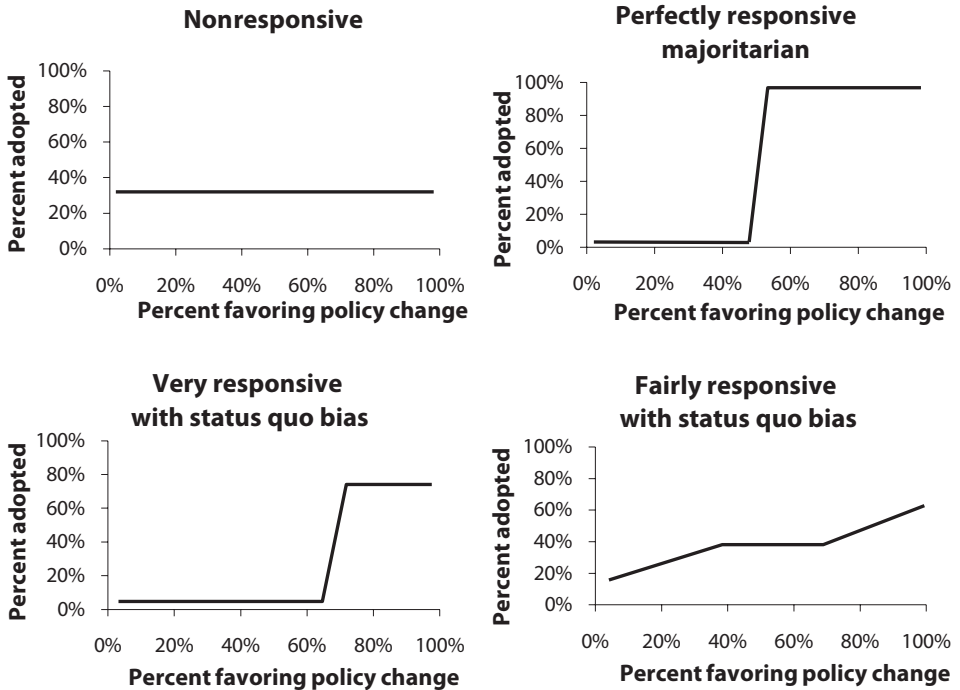 Nonresponsive
Percent adopted
100%
80%
60%
40%
20%
0%
0% 20% 40% 60% 80% 100%
Percent favoring policy change
Perfectly responsive
majoritarian
Percent adopted
100%
80%
60%
40%
20%
0%
0% 20% 40% 60% 80% 100%
Percent favoring policy change
Very responsive
with status quo bias
Percent adopted
100%
80%
60%
40%
20%
0%
0% 20% 40% 60% 80% 100%
Percent favoring policy change
Fairly responsive
with status quo bias
Percent adopted
100%
80%
60%
40%
20%
0%
0% 20% 40% 60% 80% 100%
Percent favoring policy change